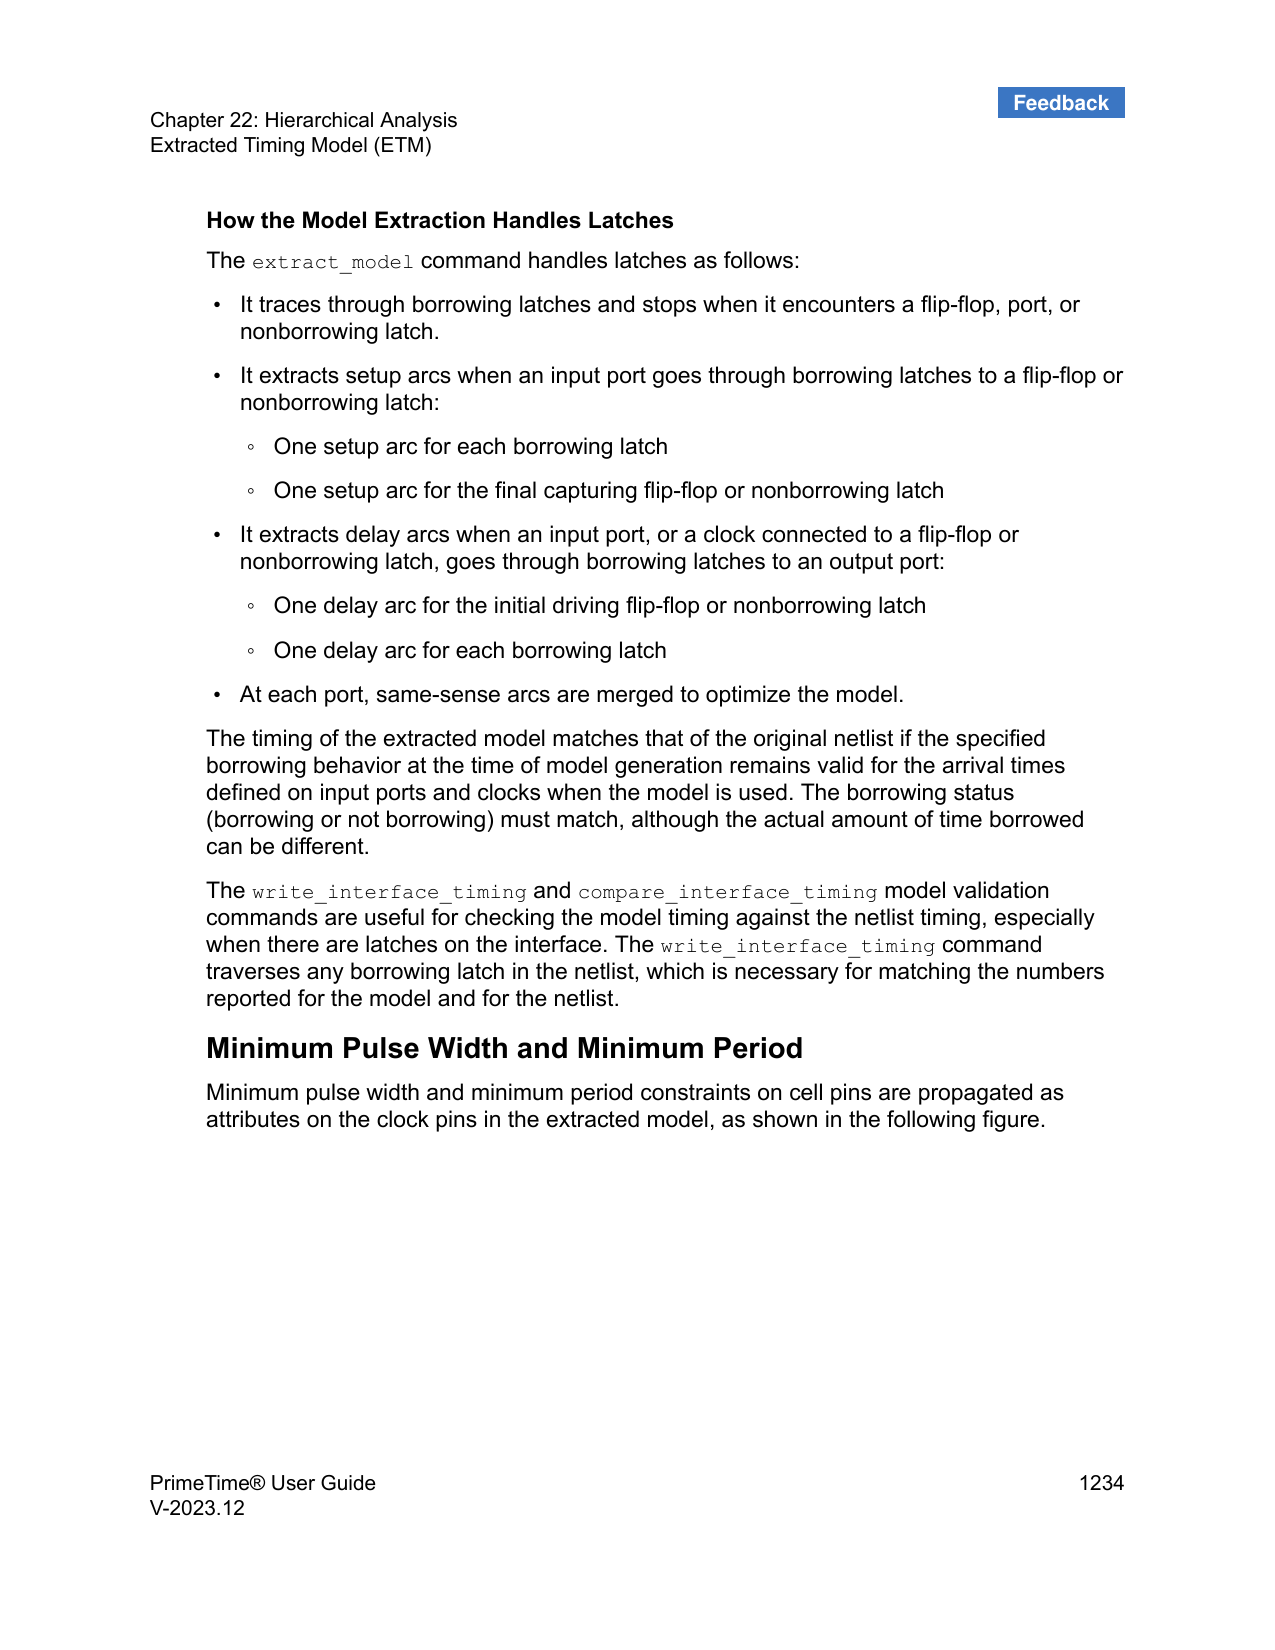 Feedback
Chapter 22: Hierarchical Analysis
Extracted Timing Model (ETM)
How the Model Extraction Handles Latches
The extract_model command handles latches as follows:
• It traces through borrowing latches and stops when it encounters a flip-flop, port, or
nonborrowing latch.
• It extracts setup arcs when an input port goes through borrowing latches to a flip-flop or
nonborrowing latch:
◦ One setup arc for each borrowing latch
◦ One setup arc for the final capturing flip-flop or nonborrowing latch
• It extracts delay arcs when an input port, or a clock connected to a flip-flop or
nonborrowing latch, goes through borrowing latches to an output port:
◦ One delay arc for the initial driving flip-flop or nonborrowing latch
◦ One delay arc for each borrowing latch
• At each port, same-sense arcs are merged to optimize the model.
The timing of the extracted model matches that of the original netlist if the specified
borrowing behavior at the time of model generation remains valid for the arrival times
defined on input ports and clocks when the model is used. The borrowing status
(borrowing or not borrowing) must match, although the actual amount of time borrowed
can be different.
The write_interface_timing and compare_interface_timing model validation
commands are useful for checking the model timing against the netlist timing, especially
when there are latches on the interface. The write_interface_timing command
traverses any borrowing latch in the netlist, which is necessary for matching the numbers
reported for the model and for the netlist.
Minimum Pulse Width and Minimum Period
Minimum pulse width and minimum period constraints on cell pins are propagated as
attributes on the clock pins in the extracted model, as shown in the following figure.
PrimeTime® User Guide
1234
V-2023.12